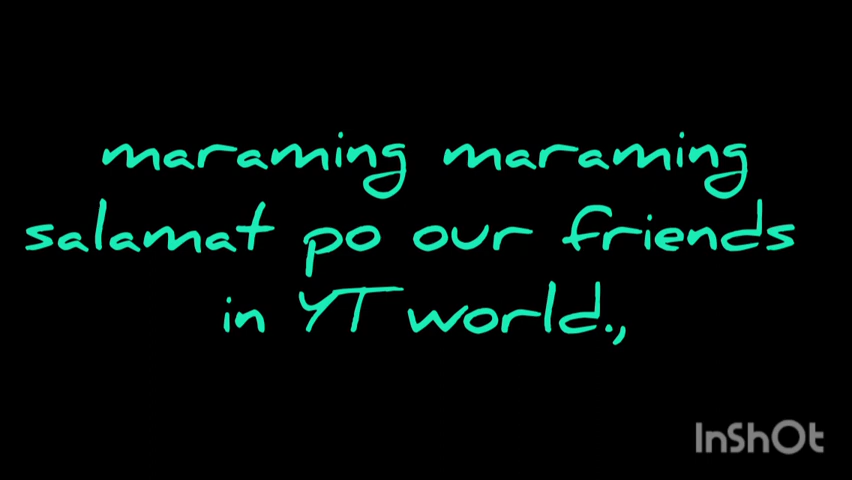 maraming maraming
salamat po our friends
in YT world.,
InShOt